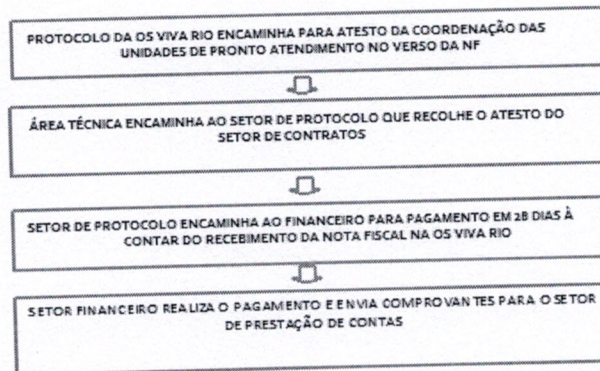 PROTOCOLO DA OS VIVA RIO ENCAMINHA PARA ATESTO DA COORDENAÇÃO DAS
UNIDADES DE PRONTO ATENDIMENTO NO VERSO DA NF
ÁREA TÉCNICA ENCAMINHA AO SETOR DE PROTOCOLO QUE RECOLHE O ATESTO DO
SETOR DE CONTRATOS
SETOR DE PROTOCOLO ENCAMINHA AO FINANCEIRO PARA PAGAMENTO EM 28 DIAS À
CONTAR DO RECEBIMENTO DA NOTA FISCAL NA OS VIVA RIO
SETOR FINANCEIRO REALIZA O PAGAMENTO E ENVIA COMPROVANTES PARA O SETOR
DE PRESTAÇÃO DE CONTAS